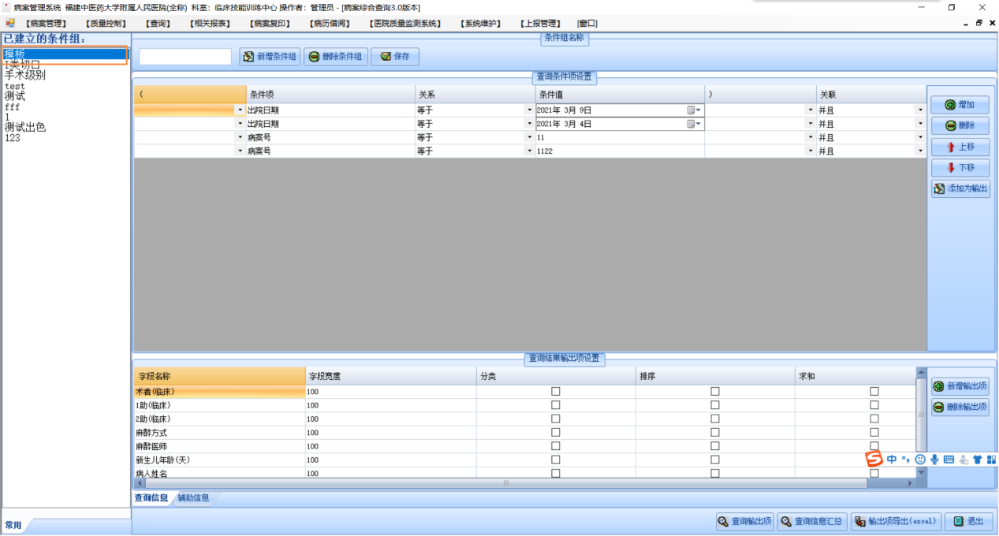 病案管理系统 福建中医药大学附属人民医院(全称) 科室：临床技能训练中心 操作者：管理员 - [病案综合查询3.0版本]
【病案管理】 【质量控制】 【查询】 【相关报表】 【病案复印】 【病历借阅】 【医院质量监测系统】 【系统维护】 【上报管理】 [窗口]
已建立的条件组：
模板
I类切口
手术级别
test
测试
fff
1
测试出色
123
常用
条件组名称
新增条件组 删除条件组 保存
查询条件项设置
( 条件项 关系 条件值 ) 关联
出院日期 等于 2021年 3月 9日 并且
出院日期 等于 2021年 3月 4日 并且
病案号 等于 11 并且
病案号 等于 1122 并且
增加
删除
上移
下移
添加为输出
查询结果输出项设置
字段名称 字段宽度 分类 排序 求和
术者(临床) 100
1助(临床) 100
2助(临床) 100
麻醉方式 100
麻醉医师 100
新生儿年龄(天) 100
病人姓名 100
新增输出项
删除输出项
中
查询信息 辅助信息
查询输出项 查询信息汇总 输出项导出(excel) 退出